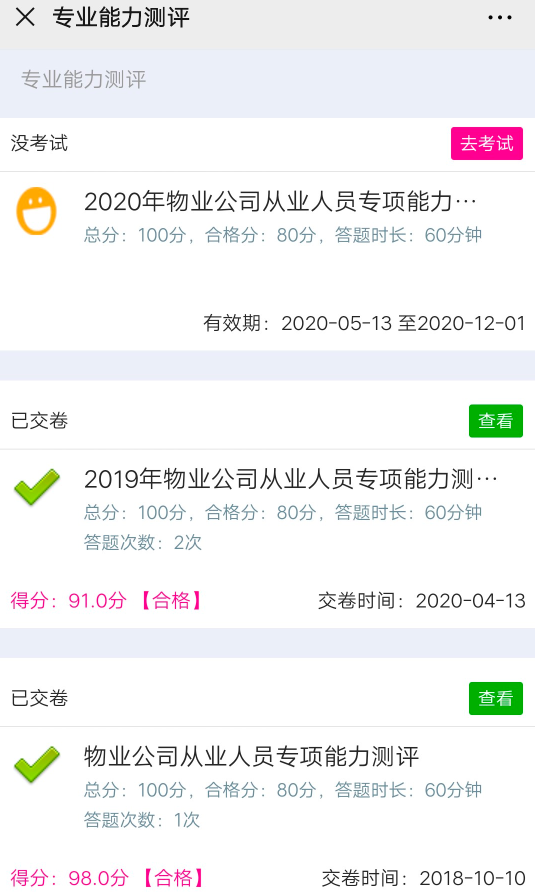 专业能力测评
专业能力测评
没考试
去考试
2020年物业公司从业人员专项能力…
总分：100分，合格分：80分，答题时长：60分钟
有效期：2020-05-13 至2020-12-01
已交卷
查看
2019年物业公司从业人员专项能力测…
总分：100分，合格分：80分，答题时长：60分钟
答题次数：2次
得分：91.0分 【合格】
交卷时间：2020-04-13
已交卷
查看
物业公司从业人员专项能力测评
总分：100分，合格分：80分，答题时长：60分钟
答题次数：1次
得分：98.0分 【合格】
交卷时间：2018-10-10